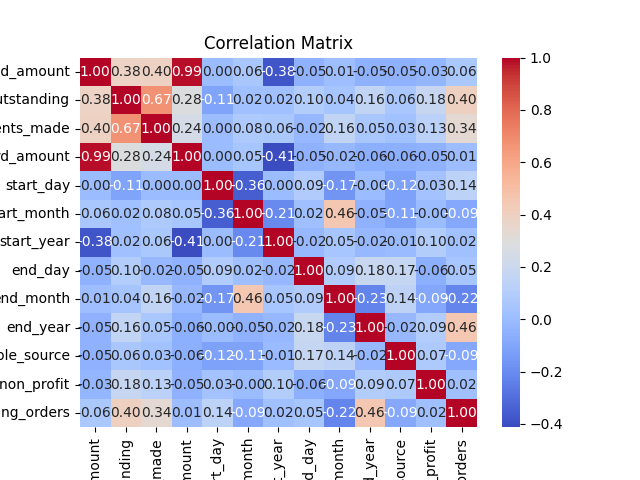 Correlation Matrix
d_amount 1.00 0.38 0.40 0.99 0.00 0.06 -0.38 -0.05 0.01 -0.05 -0.05 -0.03 0.06
utstanding 0.38 1.00 0.67 0.28 -0.11 0.02 0.02 0.10 0.04 0.16 0.06 0.18 0.40
ents_made 0.40 0.67 1.00 0.24 0.00 0.08 0.06 -0.02 0.16 0.05 0.03 0.13 0.34
rd_amount 0.99 0.28 0.24 1.00 0.00 0.05 -0.41 -0.05 -0.02 -0.06 -0.06 -0.05 0.01
start_day 0.00 -0.11 0.00 0.00 1.00 -0.36 0.00 0.09 -0.17 -0.00 -0.12 0.03 0.14
art_month 0.06 0.02 0.08 0.05 -0.36 1.00 -0.21 0.02 0.46 -0.05 -0.11 -0.00 -0.09
start_year -0.38 0.02 0.06 -0.41 0.00 -0.21 1.00 -0.02 0.05 -0.02 -0.01 0.10 0.02
end_day -0.05 0.10 -0.02 -0.05 0.09 0.02 -0.02 1.00 0.09 0.18 0.17 -0.06 0.05
end_month 0.01 0.04 0.16 -0.02 -0.17 0.46 0.05 0.09 1.00 -0.23 0.14 -0.09 -0.22
end_year -0.05 0.16 0.05 -0.06 -0.00 -0.05 -0.02 0.18 -0.23 1.00 -0.02 0.09 0.46
ole_source -0.05 0.06 0.03 -0.06 -0.12 -0.11 -0.01 0.17 0.14 -0.02 1.00 0.07 -0.09
non_profit -0.03 0.18 0.13 -0.05 0.03 -0.00 0.10 -0.06 -0.09 0.09 0.07 1.00 0.02
ng_orders 0.06 0.40 0.34 0.01 0.14 -0.09 0.02 0.05 -0.22 0.46 -0.09 0.02 1.00
mount
nding
made
mount
rt_day
month
t_year
d_day
month
d_year
ource
_profit
orders
1.0
0.8
0.6
0.4
0.2
0.0
−0.2
−0.4